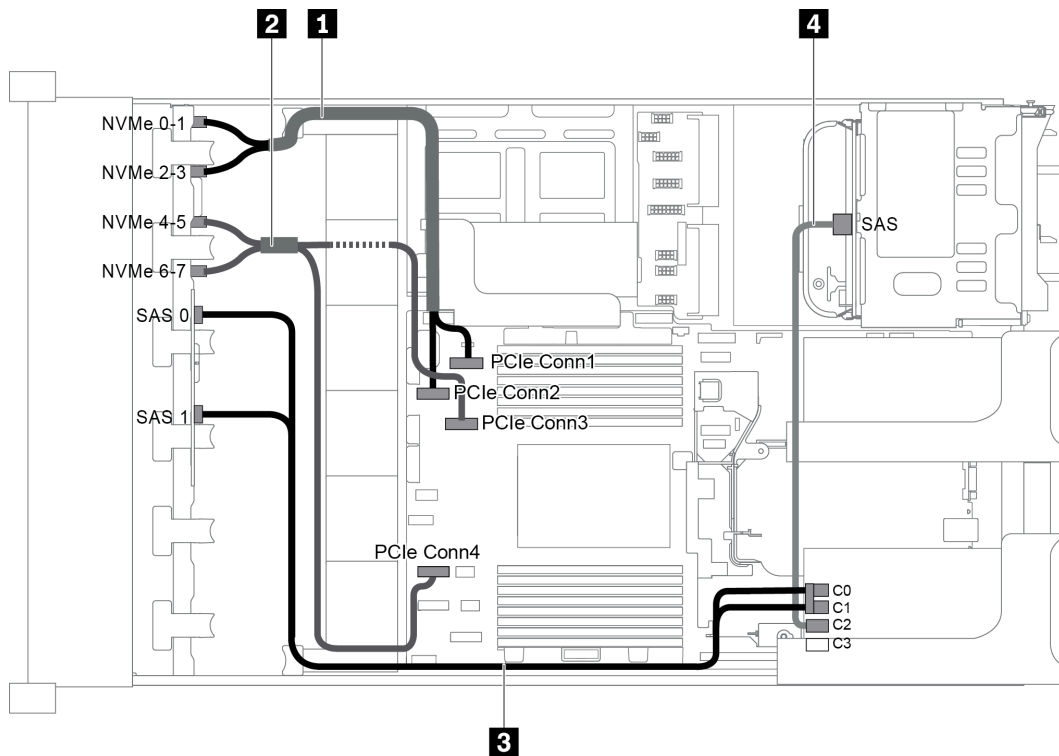 2
1
4
NVMe 0-1
NVMe 2-3
NVMe 4-5
NVMe 6-7
SAS
SAS 0
PCIe Conn1
PCIe Conn2
SAS 1
PCIe Conn3
PCIe Conn4
C0
C1
C2
C3
3